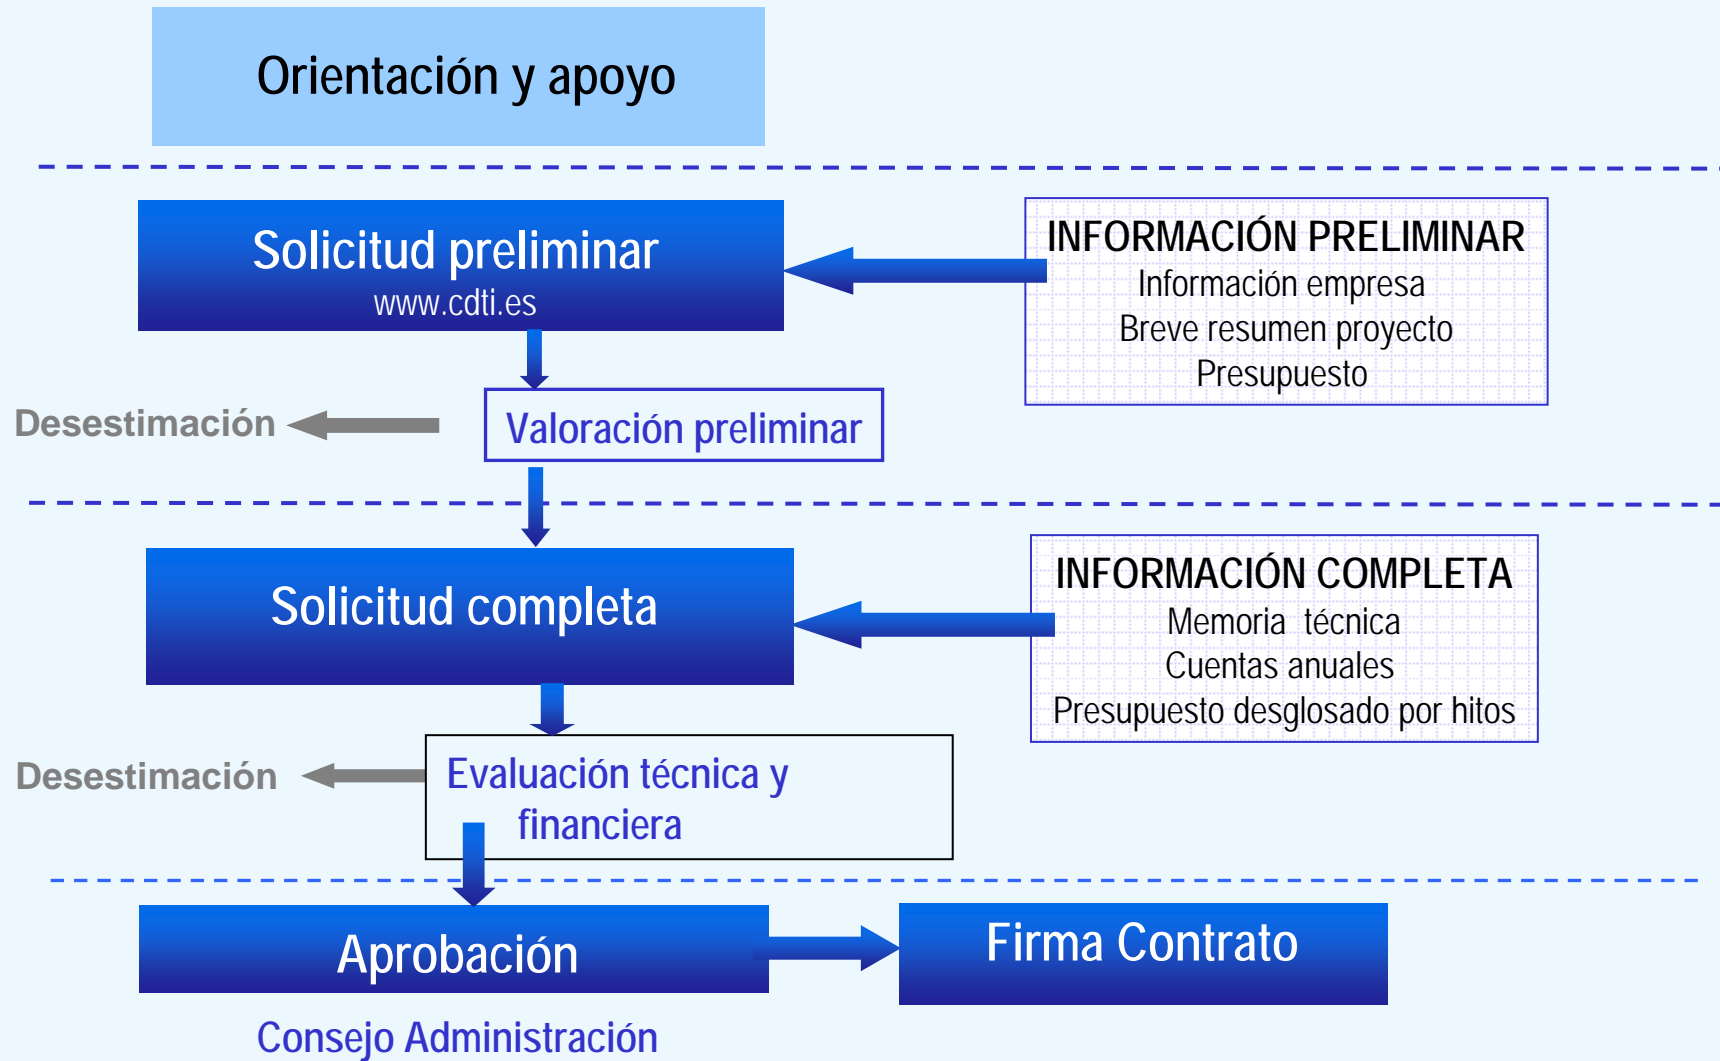 Orientación y apoyo
Solicitud preliminar
www.cdti.es
INFORMACIÓN PRELIMINAR
Información empresa
Breve resumen proyecto
Presupuesto
Desestimación
Valoración preliminar
Solicitud completa
INFORMACIÓN COMPLETA
Memoria técnica
Cuentas anuales
Presupuesto desglosado por hitos
Desestimación
Evaluación técnica y
financiera
Aprobación
Firma Contrato
Consejo Administración